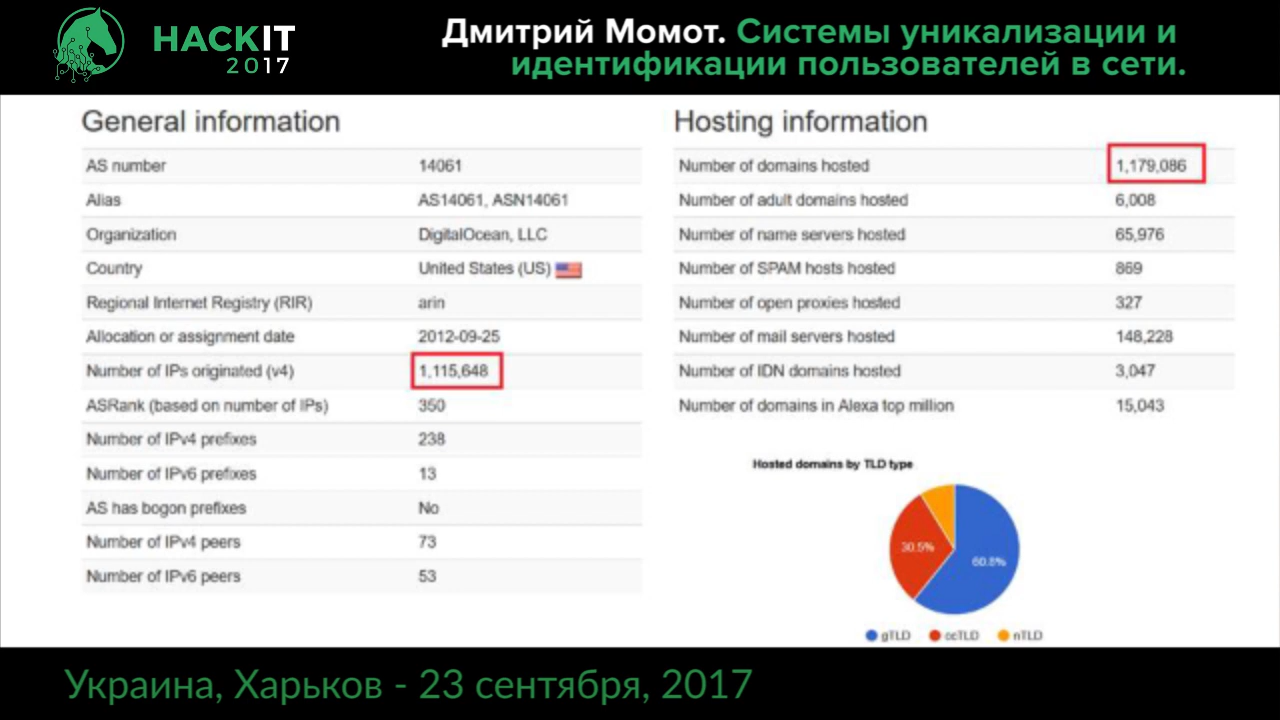 HACKIT
2017
Дмитрий Момот. Системы уникализации и
идентификации пользователей в сети.
General information
AS number 14061
Alias AS14061, ASN14061
Organization DigitalOcean, LLC
Country United States (US)
Regional Internet Registry (RIR) arin
Allocation or assignment date 2012-09-25
Number of IPs originated (v4) 1,115,648
ASRank (based on number of IPs) 350
Number of IPv4 prefixes 238
Number of IPv6 prefixes 13
AS has bogon prefixes No
Number of IPv4 peers 73
Number of IPv6 peers 53
Hosting information
Number of domains hosted 1,179,086
Number of adult domains hosted 6,008
Number of name servers hosted 65,976
Number of SPAM hosts hosted 869
Number of open proxies hosted 327
Number of mail servers hosted 148,228
Number of IDN domains hosted 3,047
Number of domains in Alexa top million 15,043
Hosted domains by TLD type
30.5%
60.8%
gTLD ccTLD nTLD
Украина, Харьков - 23 сентября, 2017